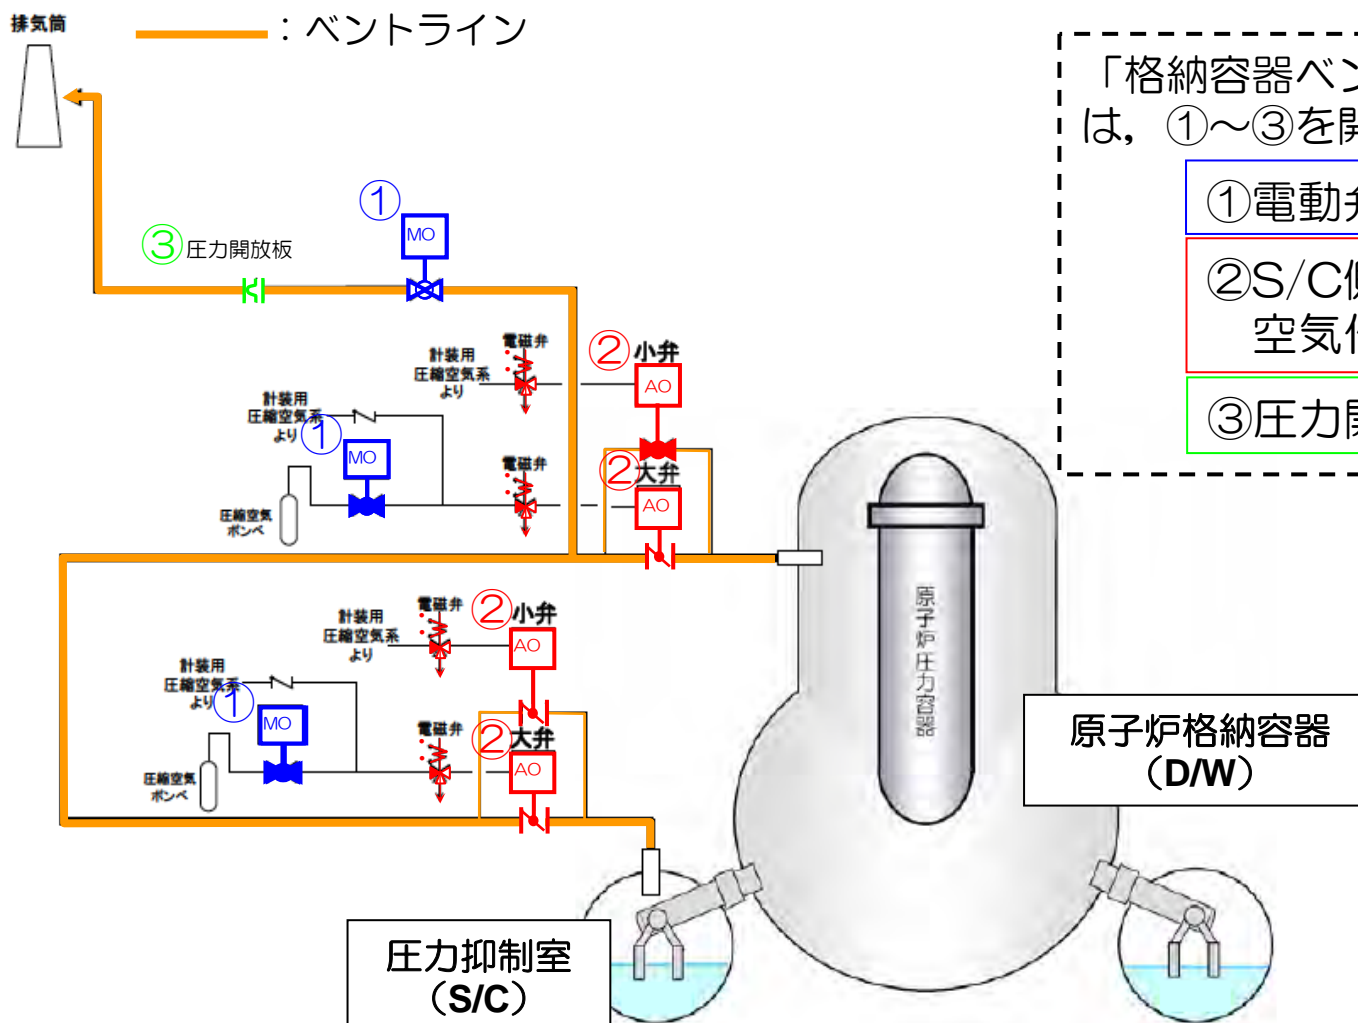 排気筒
：ベントライン
「格納容器ベン
は，①～③を開
①電動弁
②S/C側
空気作
③圧力開
①
MO
③圧力開放板
電磁弁
②小弁
計装用
圧縮空気系
より
AO
計装用
圧縮空気系
より
①
MO
電磁弁
②大弁
AO
圧縮空気
ボンベ
電磁弁
②小弁
計装用
圧縮空気系
より
AO
計装用
圧縮空気系
より
①
MO
電磁弁
②大弁
AO
圧縮空気
ボンベ
原子炉圧力容器
原子炉格納容器
（D/W）
圧力抑制室
（S/C）